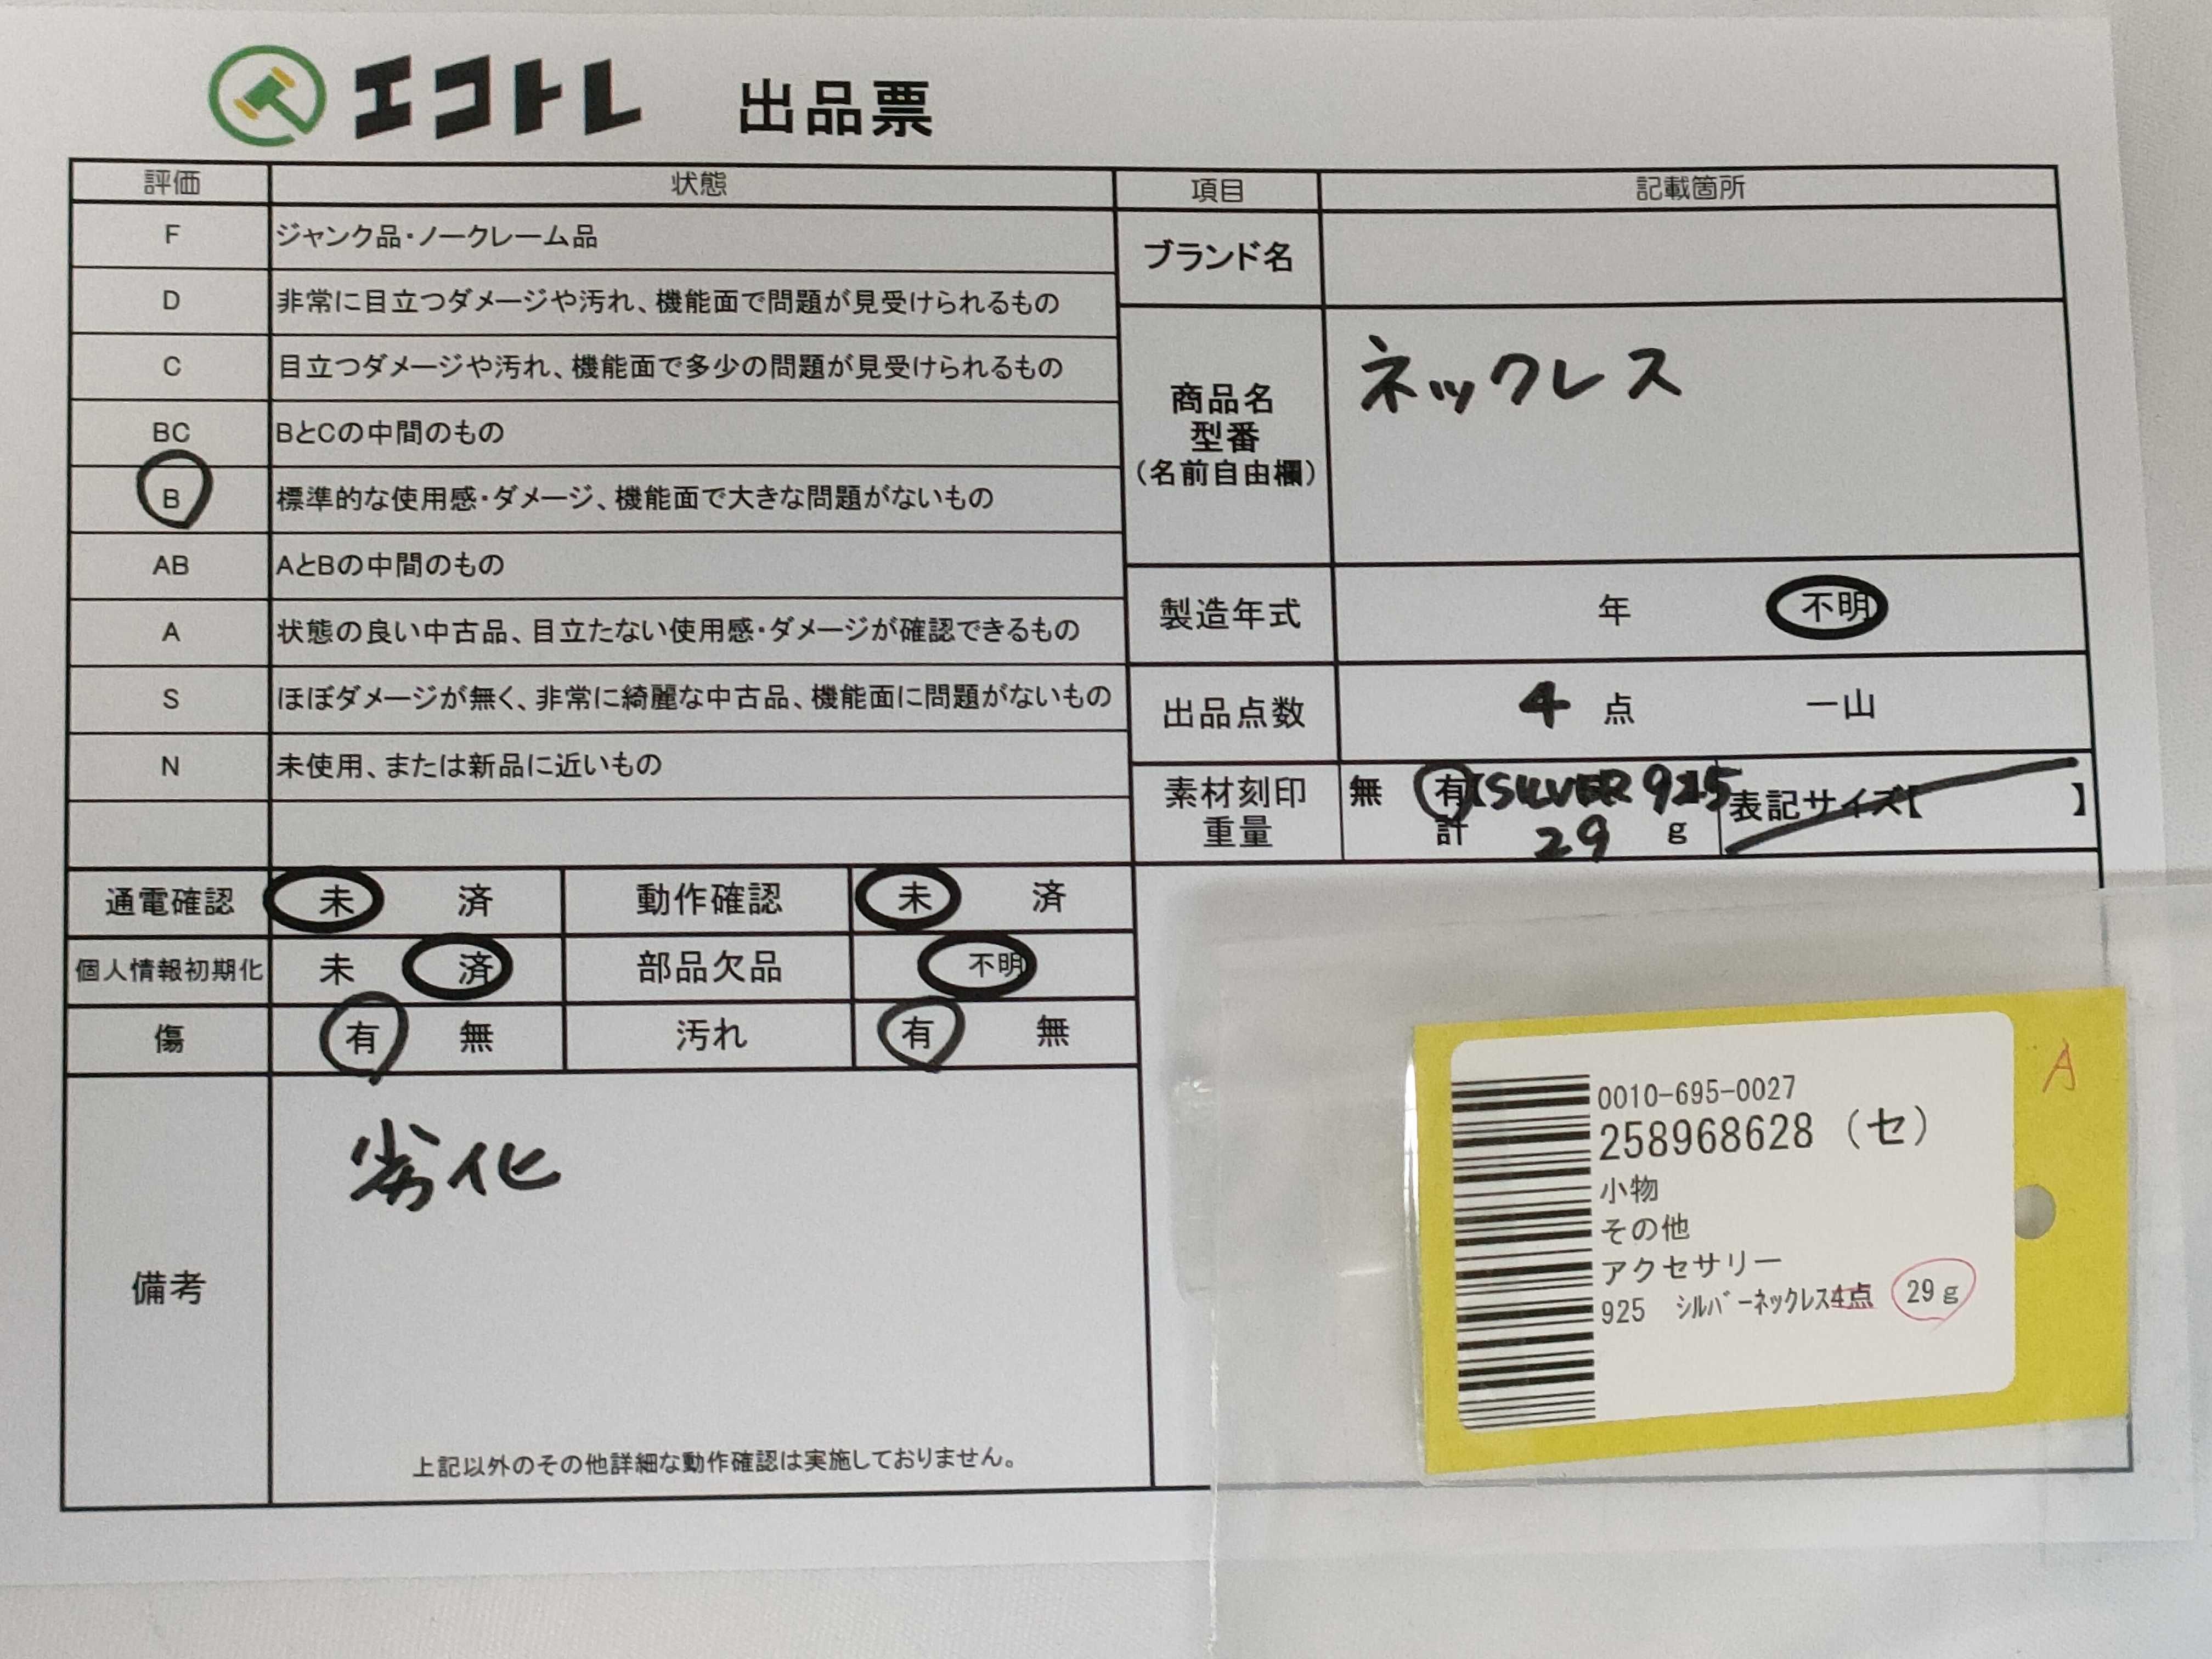 エコトレ 出品票
評価 状態
F ジャンク品・ノークレーム品
D 非常に目立つダメージや汚れ、機能面で問題が見受けられるもの
C 目立つダメージや汚れ、機能面で多少の問題が見受けられるもの
BC BとCの中間のもの
B 標準的な使用感・ダメージ、機能面で大きな問題がないもの
AB AとBの中間のもの
A 状態の良い中古品、目立たない使用感・ダメージが確認できるもの
S ほぼダメージが無く、非常に綺麗な中古品、機能面に問題がないもの
N 未使用、または新品に近いもの
項目 記載箇所
ブランド名
商品名
型番
(名前自由欄)
ネックレス
製造年式 年 不明
出品点数 4 点 一山
素材刻印 無 有【SILVER 925 表記サイズ【 】
重量 計 29 g
通電確認 未 済 動作確認 未 済
個人情報初期化 未 済 部品欠品 不明
傷 有 無 汚れ 有 無
備考
劣化
上記以外のその他詳細な動作確認は実施しておりません。
A
0010-695-0027
258968628 (セ)
小物
その他
アクセサリー
925 シルバーネックレス4点 29g